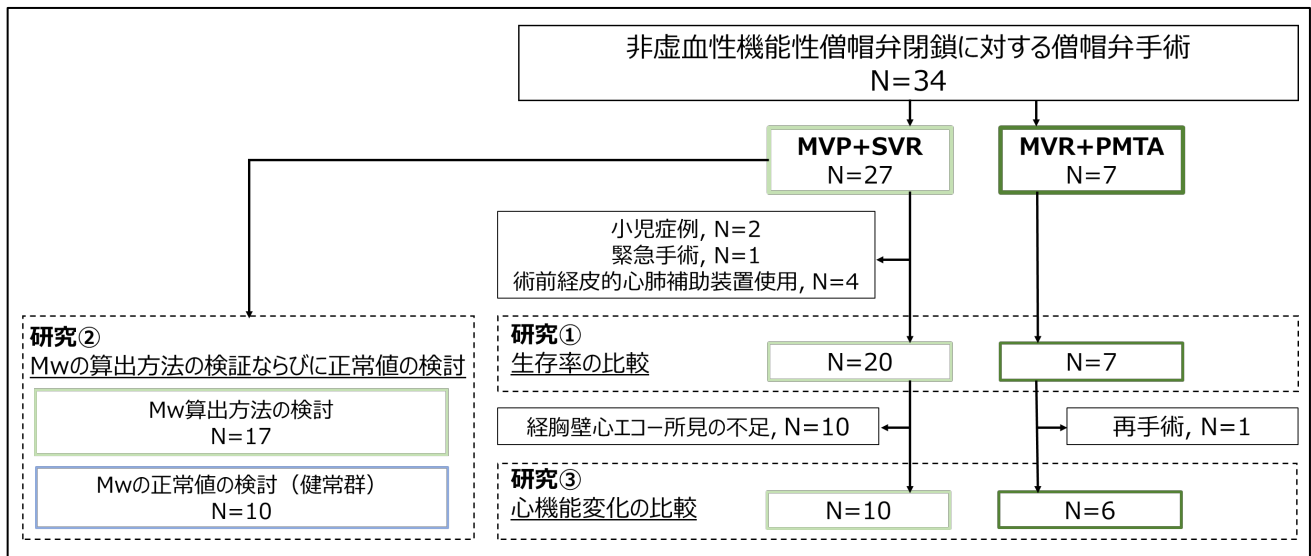 非虚血性機能性僧帽弁閉鎖に対する僧帽弁手術
N=34
MVP+SVR
N=27
MVR+PMTA
N=7
小児症例, N=2
緊急手術, N=1
術前経皮的心肺補助装置使用, N=4
研究②
Mwの算出方法の検証ならびに正常値の検討
Mw算出方法の検討
N=17
Mwの正常値の検討（健常群）
N=10
研究①
生存率の比較
N=20
N=7
経胸壁心エコー所見の不足, N=10
再手術, N=1
研究③
心機能変化の比較
N=10
N=6